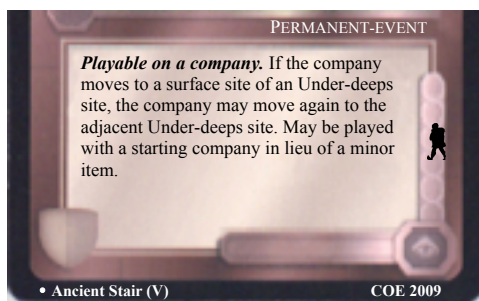 PERMANENT-EVENT
Playable on a company. If the company
moves to a surface site of an Under-deeps
site, the company may move again to the
adjacent Under-deeps site. May be played
with a starting company in lieu of a minor
item.
• Ancient Stair (V) COE 2009